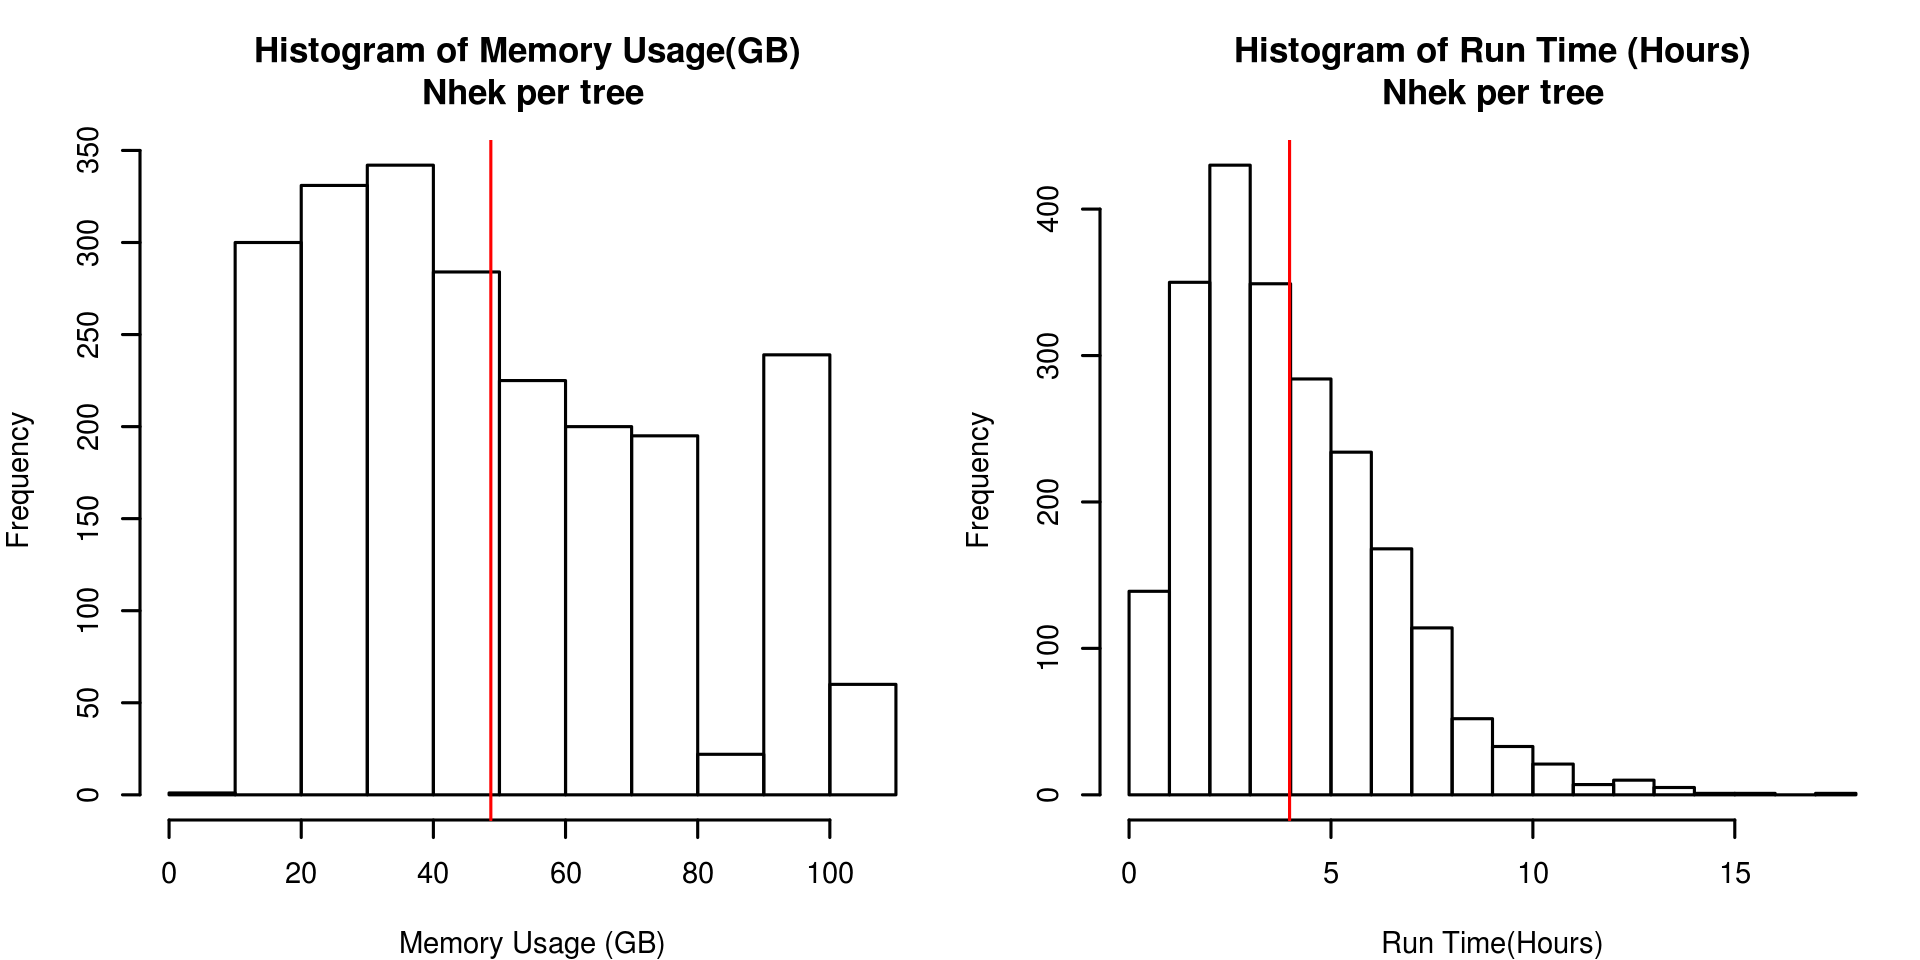 Histogram of Memory Usage(GB)
Nhek per tree
Frequency
350
300
250
200
150
100
50
0
0 20 40 60 80 100
Memory Usage (GB)
Histogram of Run Time (Hours)
Nhek per tree
Frequency
400
300
200
100
0
0 5 10 15
Run Time(Hours)